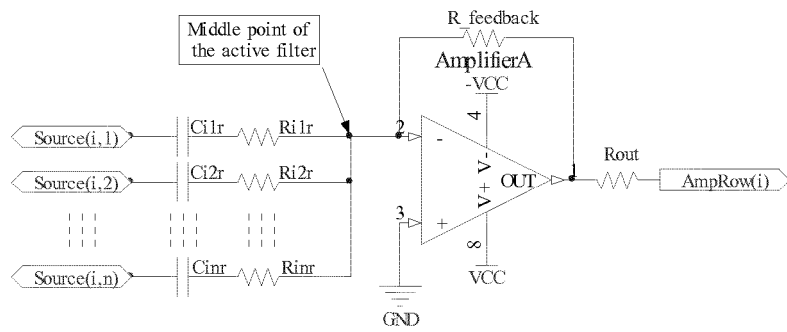 Middle point of
the active filter
R_feedback
AmplifierA
-VCC
4
V-
2
-
Source(i,1)
Ci1r
Ri1r
Source(i,2)
Ci2r
Ri2r
OUT
1
Rout
AmpRow(i)
3
+
V+
8
VCC
Source(i,n)
Cinr
Rinr
GND